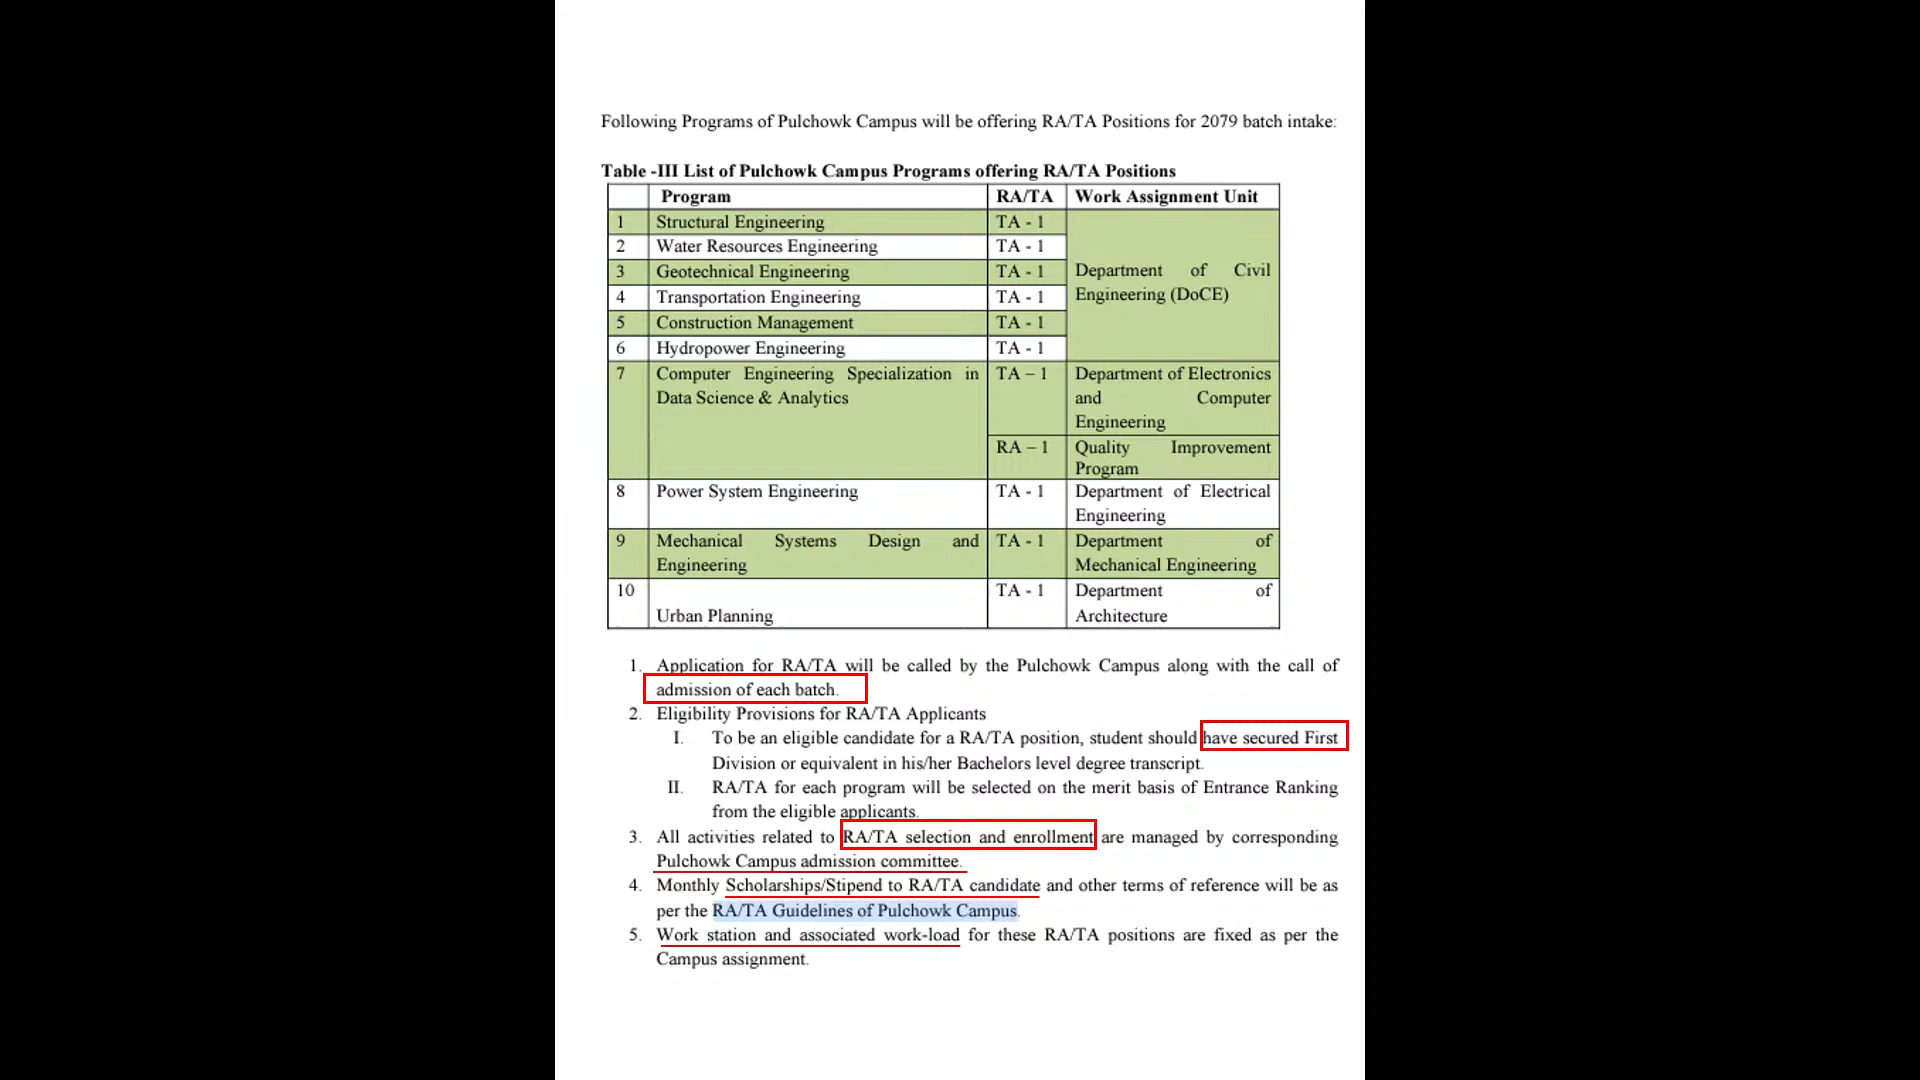 Following Programs of Pulchowk Campus will be offering RA/TA Positions for 2079 batch intake:
Table -III List of Pulchowk Campus Programs offering RA/TA Positions
Program RA/TA Work Assignment Unit
1 Structural Engineering TA - 1
2 Water Resources Engineering TA - 1
3 Geotechnical Engineering TA - 1 Department of Civil
4 Transportation Engineering TA - 1 Engineering (DoCE)
5 Construction Management TA - 1
6 Hydropower Engineering TA - 1
7 Computer Engineering Specialization in TA – 1 Department of Electronics
Data Science & Analytics and Computer
Engineering
RA – 1 Quality Improvement
Program
8 Power System Engineering TA - 1 Department of Electrical
Engineering
9 Mechanical Systems Design and TA - 1 Department of
Engineering Mechanical Engineering
10 TA - 1 Department of
Urban Planning Architecture
1. Application for RA/TA will be called by the Pulchowk Campus along with the call of
admission of each batch.
2. Eligibility Provisions for RA/TA Applicants
I. To be an eligible candidate for a RA/TA position, student should have secured First
Division or equivalent in his/her Bachelors level degree transcript.
II. RA/TA for each program will be selected on the merit basis of Entrance Ranking
from the eligible applicants.
3. All activities related to RA/TA selection and enrollment are managed by corresponding
Pulchowk Campus admission committee.
4. Monthly Scholarships/Stipend to RA/TA candidate and other terms of reference will be as
per the RA/TA Guidelines of Pulchowk Campus.
5. Work station and associated work-load for these RA/TA positions are fixed as per the
Campus assignment.